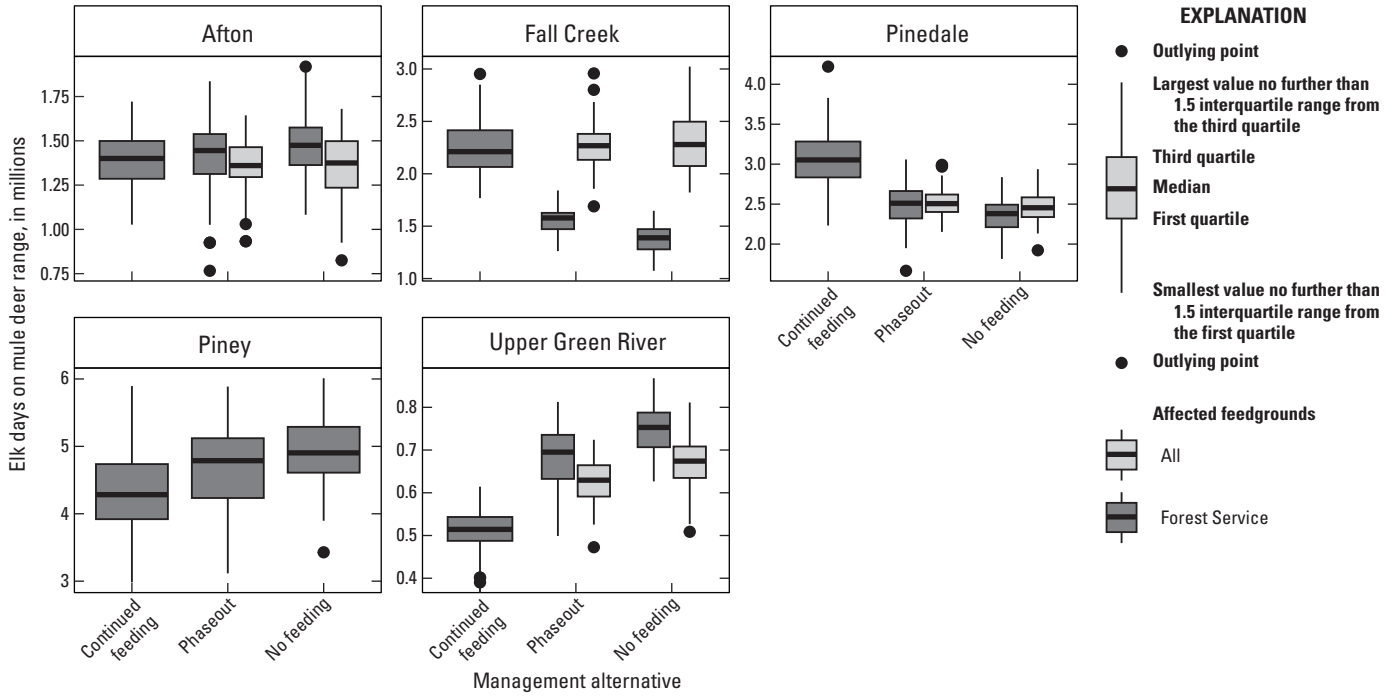 Elk days on mule deer range, in millions
Afton
1.75
1.50
1.25
1.00
0.75
Fall Creek
3.0
2.5
2.0
1.5
1.0
Pinedale
4.0
3.0
2.5
2.0
Continued
feeding
Phaseout
No feeding
Piney
6
5
4
3
Continued
feeding
Phaseout
No feeding
Upper Green River
0.8
0.7
0.6
0.5
0.4
Continued
feeding
Phaseout
No feeding
Management alternative
EXPLANATION
Outlying point
Largest value no further than
1.5 interquartile range from
the third quartile
Third quartile
Median
First quartile
Smallest value no further than
1.5 interquartile range from
the first quartile
Outlying point
Affected feedgrounds
All
Forest Service